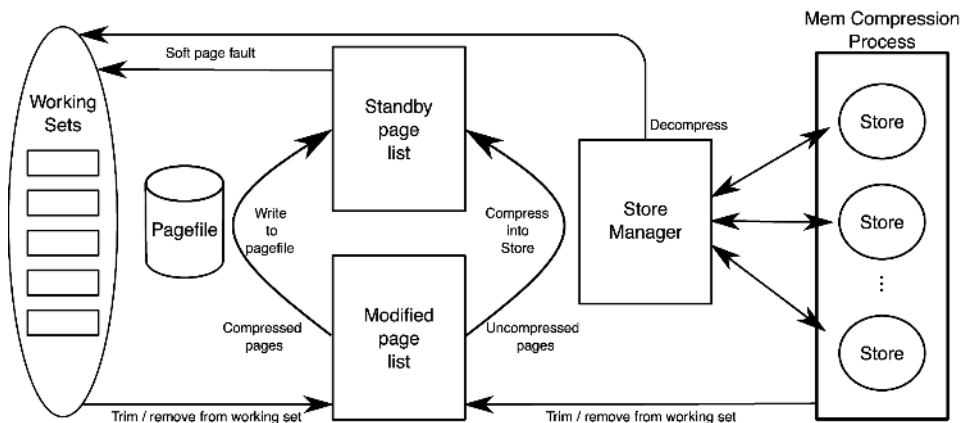 Mem Compression
Process
Soft page fault
Working
Sets
Standby
page
list
Decompress
Store
Pagefile
Write
to
pagefile
Compress
into
Store
Store
Manager
Store
...
Compressed
pages
Modified
page
list
Uncompressed
pages
Store
Trim / remove from working set
Trim / remove from working set